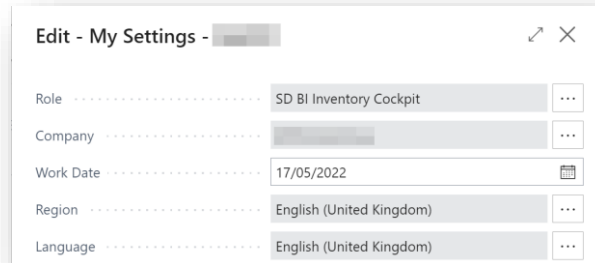 Edit - My Settings -
Role SD BI Inventory Cockpit ...
Company ...
Work Date 17/05/2022
Region English (United Kingdom) ...
Language English (United Kingdom) ...